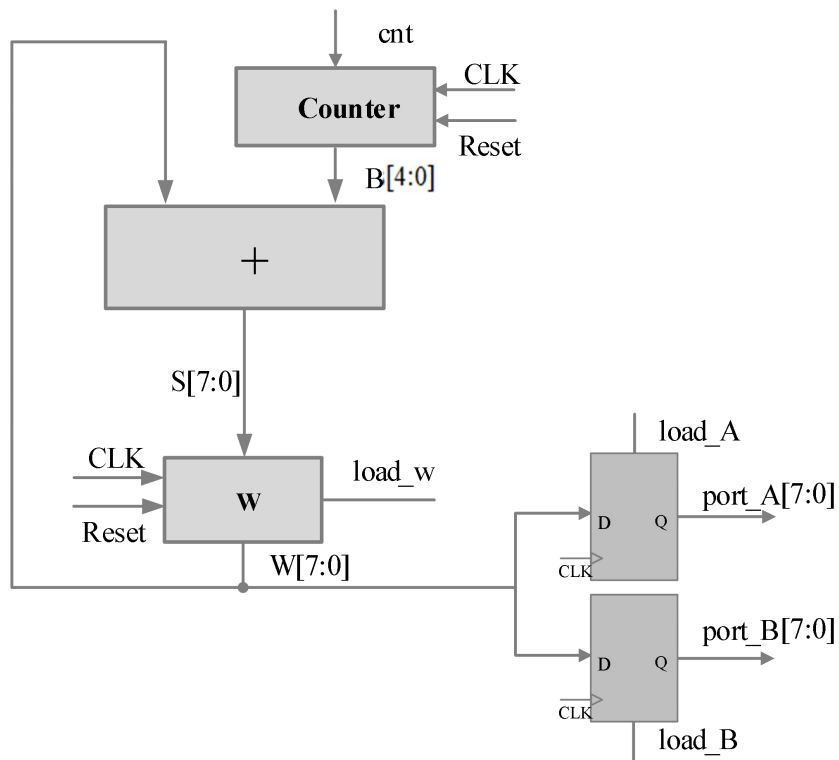 cnt
CLK
Counter
Reset
B[4:0]
+
S[7:0]
CLK
load_w
W
Reset
W[7:0]
load_A
port_A[7:0]
D
Q
CLK
port_B[7:0]
D
Q
CLK
load_B